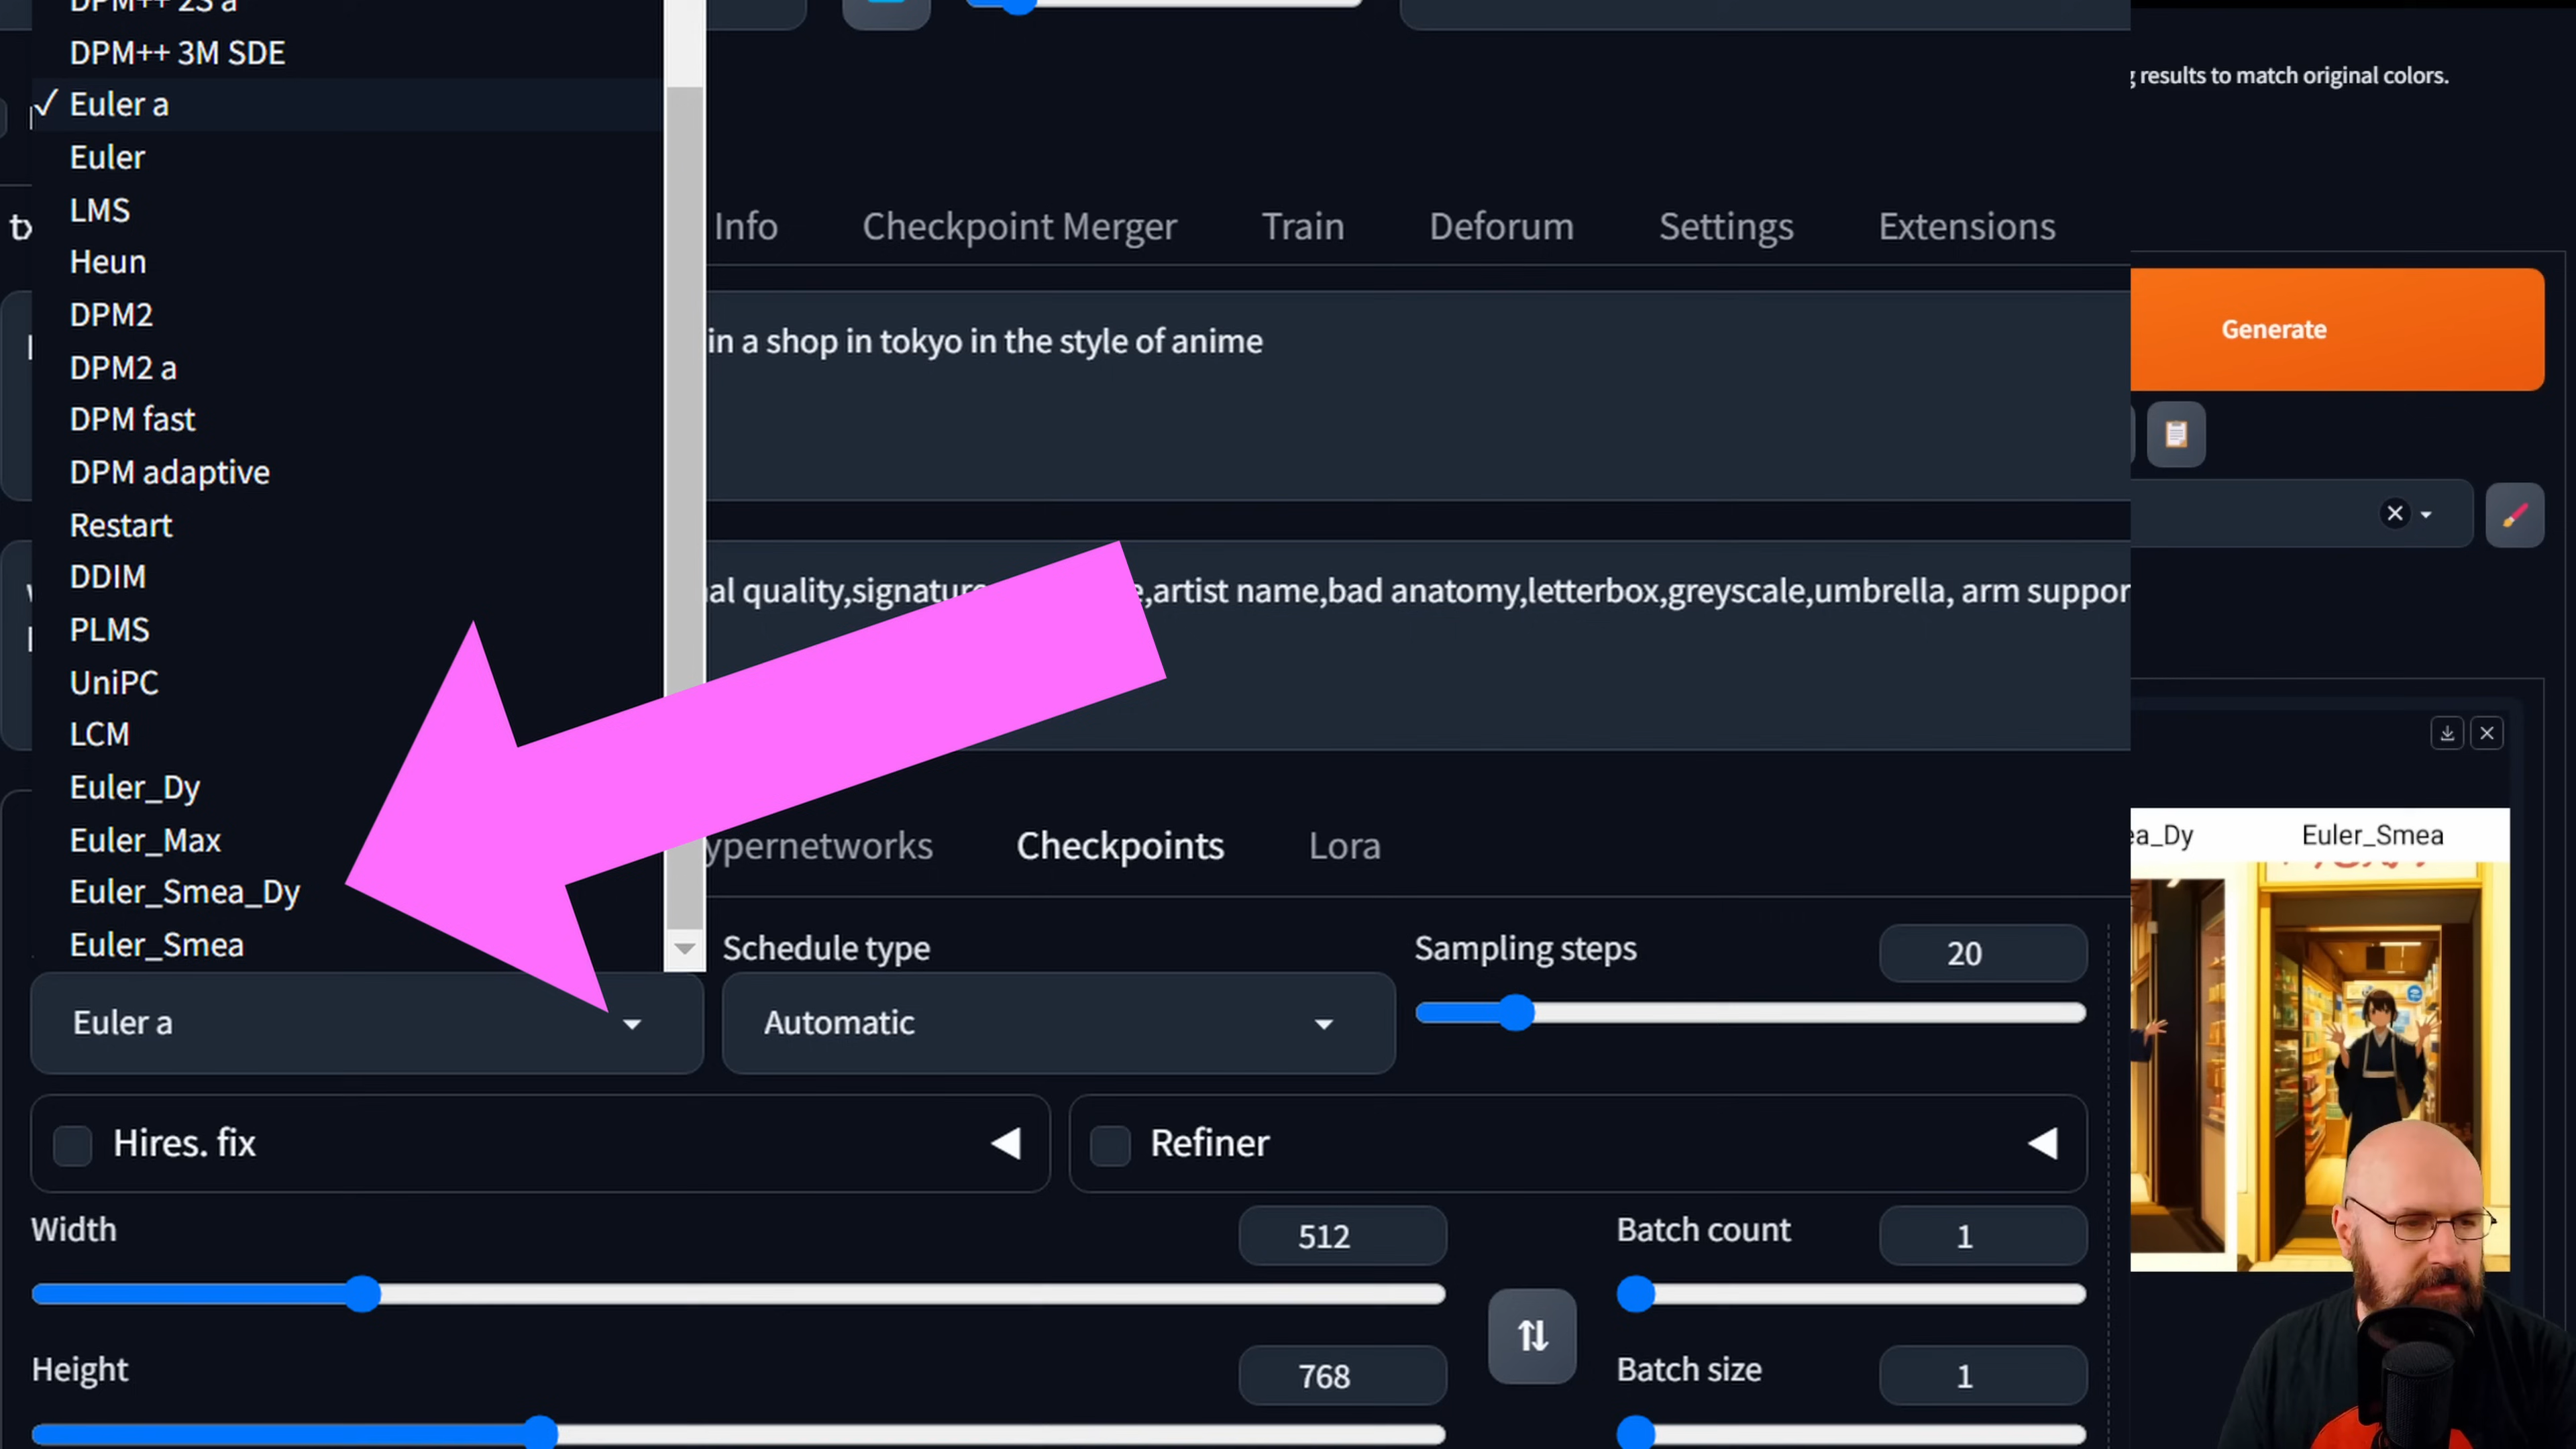 DPM++ 2S a
DPM++ 3M SDE
✓ Euler a
Euler
LMS
Heun
DPM2
DPM2 a
DPM fast
DPM adaptive
Restart
DDIM
PLMS
UniPC
LCM
Euler_Dy
Euler_Max
Euler_Smea_Dy
Euler_Smea
results to match original colors.
Info Checkpoint Merger Train Deforum Settings Extensions
in a shop in tokyo in the style of anime
Generate
al quality,signature ,artist name,bad anatomy,letterbox,greyscale,umbrella, arm suppor
ypernetworks Checkpoints Lora
ea_Dy Euler_Smea
Euler a
Schedule type
Automatic
Sampling steps 20
Hires. fix
Refiner
Width 512
Batch count 1
Height 768
Batch size 1